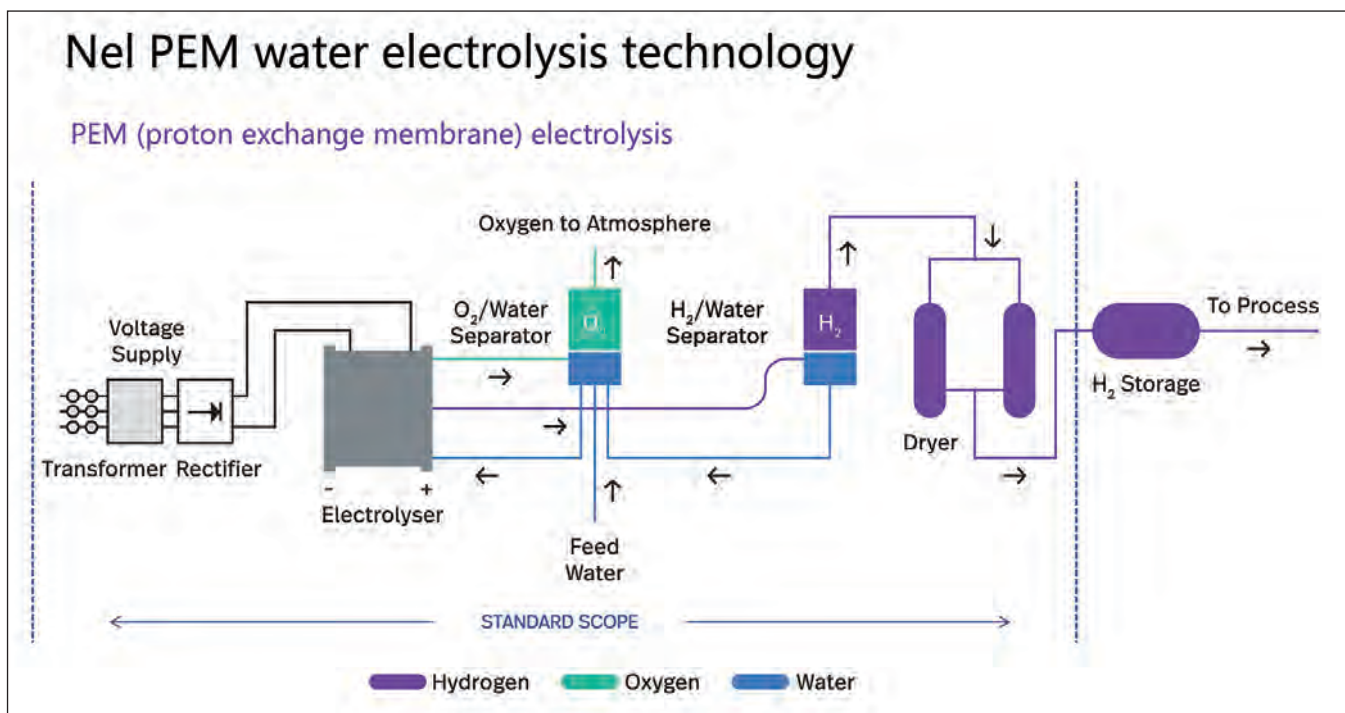 Nel PEM water electrolysis technology
PEM (proton exchange membrane) electrolysis
Oxygen to Atmosphere
O₂/Water
Separator
O₂
H₂/Water
Separator
H₂
Voltage
Supply
To Process
H₂ Storage
Dryer
Transformer
Rectifier
- +
Electrolyser
Feed
Water
STANDARD SCOPE
Hydrogen
Oxygen
Water